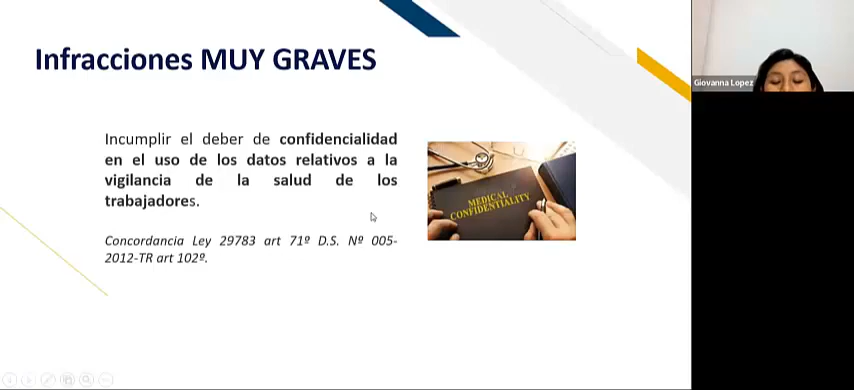 Infracciones MUY GRAVES
Giovanna Lopez
Incumplir el deber de confidencialidad
en el uso de los datos relativos a la
vigilancia de la salud de los
trabajadores.
MEDICAL
CONFIDENTIALITY
Concordancia Ley 29783 art 71º D.S. Nº 005-
2012-TR art 102º.